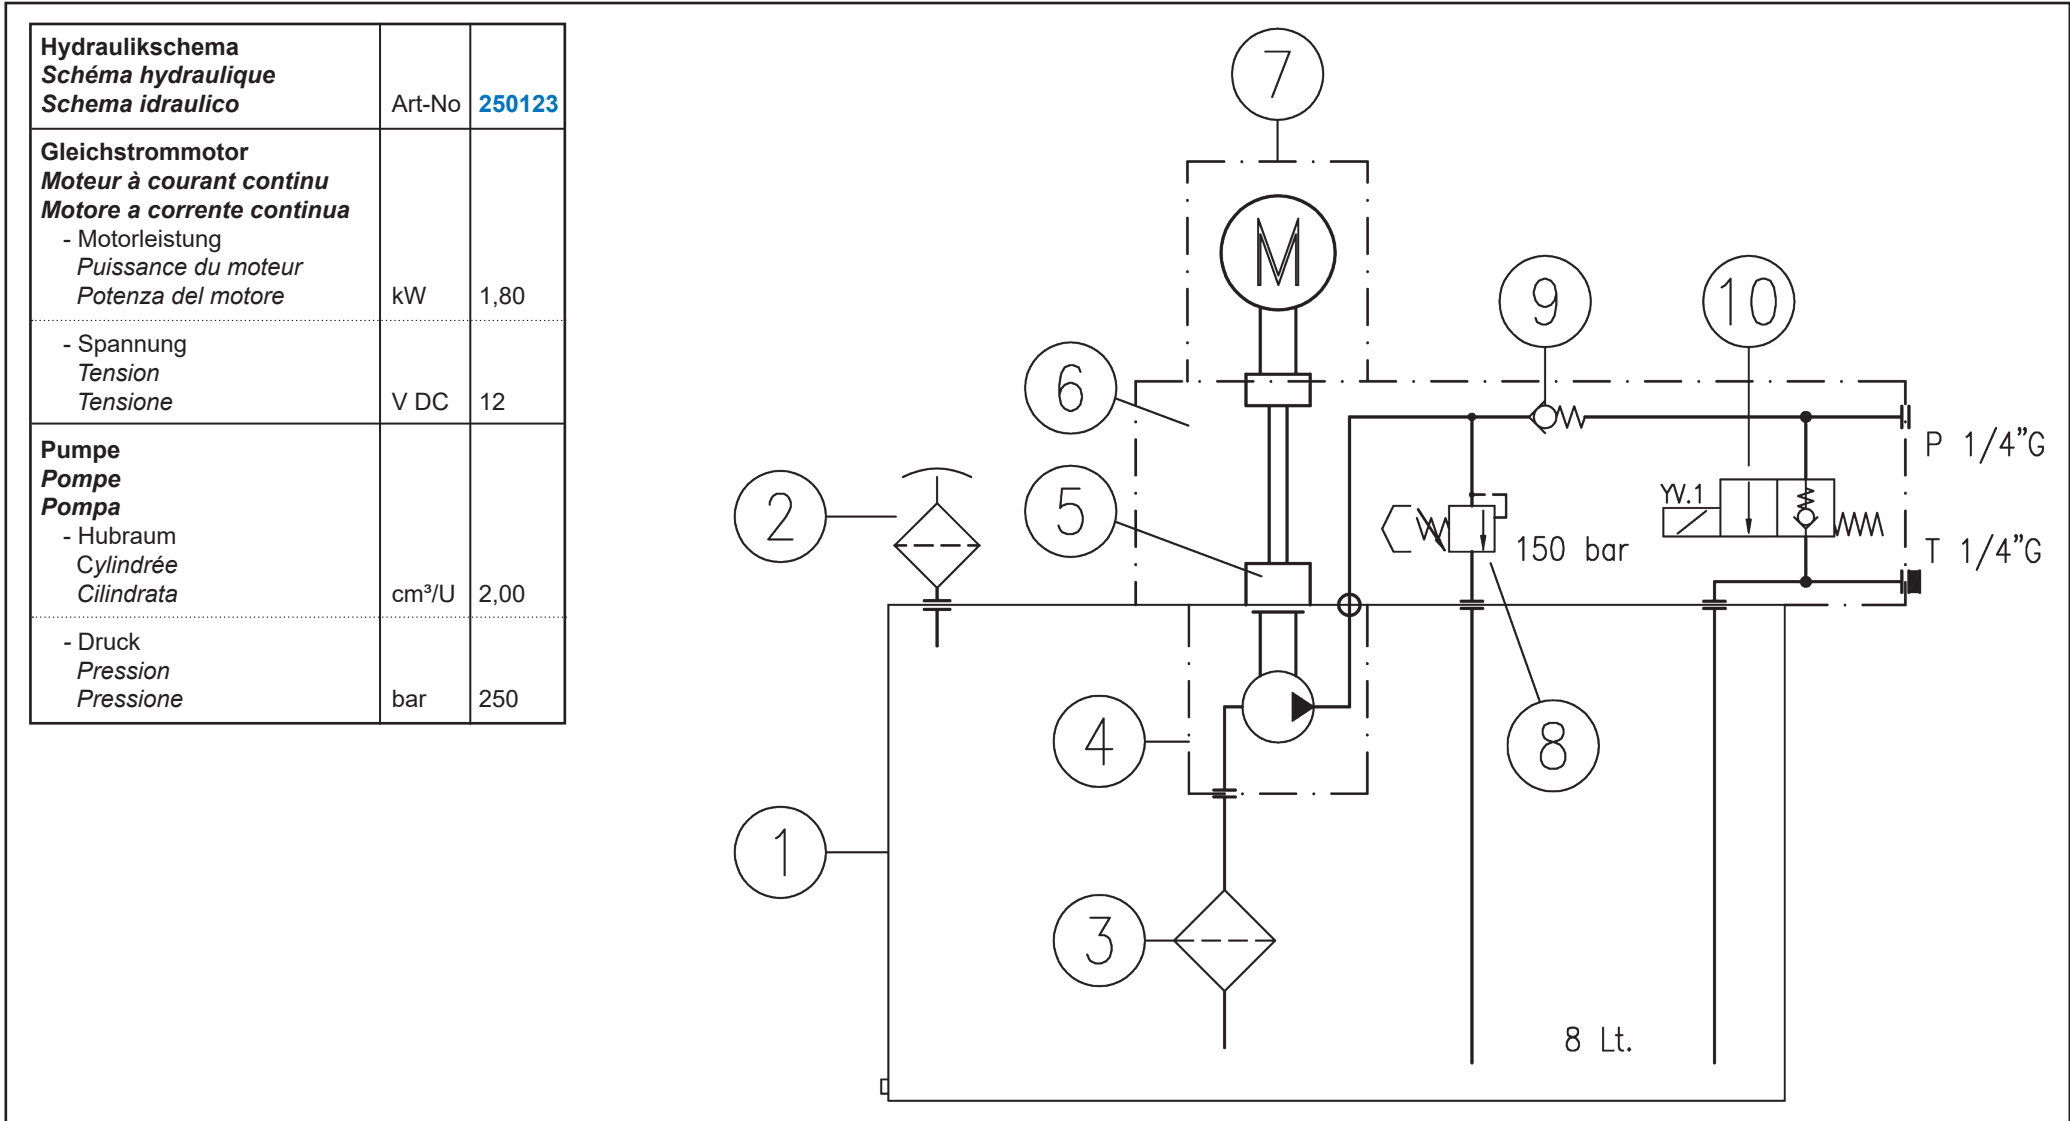 Hydraulikschema
Schéma hydraulique
Schema idraulico Art-No 250123
Gleichstrommotor
Moteur à courant continu
Motore a corrente continua
- Motorleistung
Puissance du moteur
Potenza del motore kW 1,80
- Spannung
Tension
Tensione V DC 12
Pumpe
Pompe
Pompa
- Hubraum
Cylindrée
Cilindrata cm³/U 2,00
- Druck
Pression
Pressione bar 250
7
M
9
10
6
P 1/4”G
2
5
YV.1
150 bar
T 1/4”G
4
8
1
3
8 Lt.